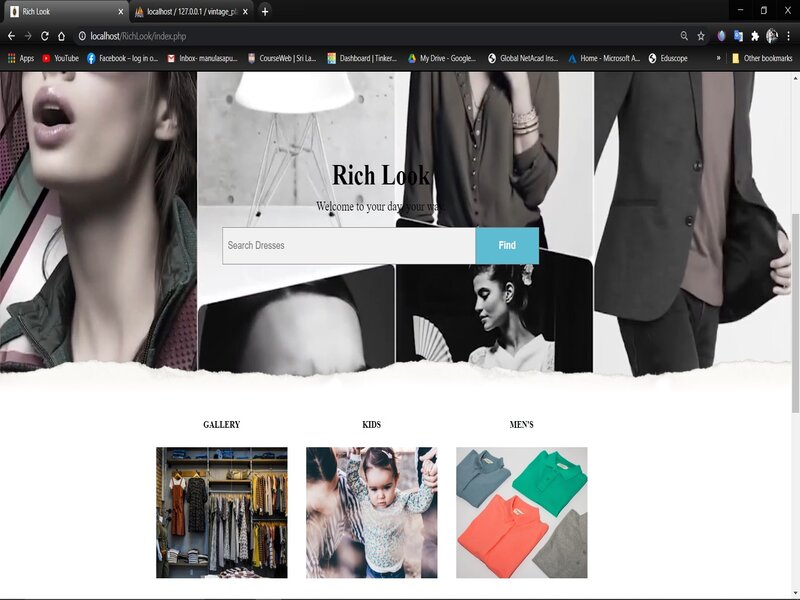 Rich Look
localhost / 127.0.0.1 / vintage_pl
localhost/RichLook/index.php
Apps
YouTube
Facebook – log in o...
Inbox- manulasapu...
CourseWeb | Sri La...
Dashboard | Tinker...
My Drive - Google...
Global NetAcad Ins...
Home - Microsoft A...
Eduscope
»
Other bookmarks
Rich Look
Welcome to your day, your way.
Search Dresses
Find
GALLERY
KIDS
MEN'S